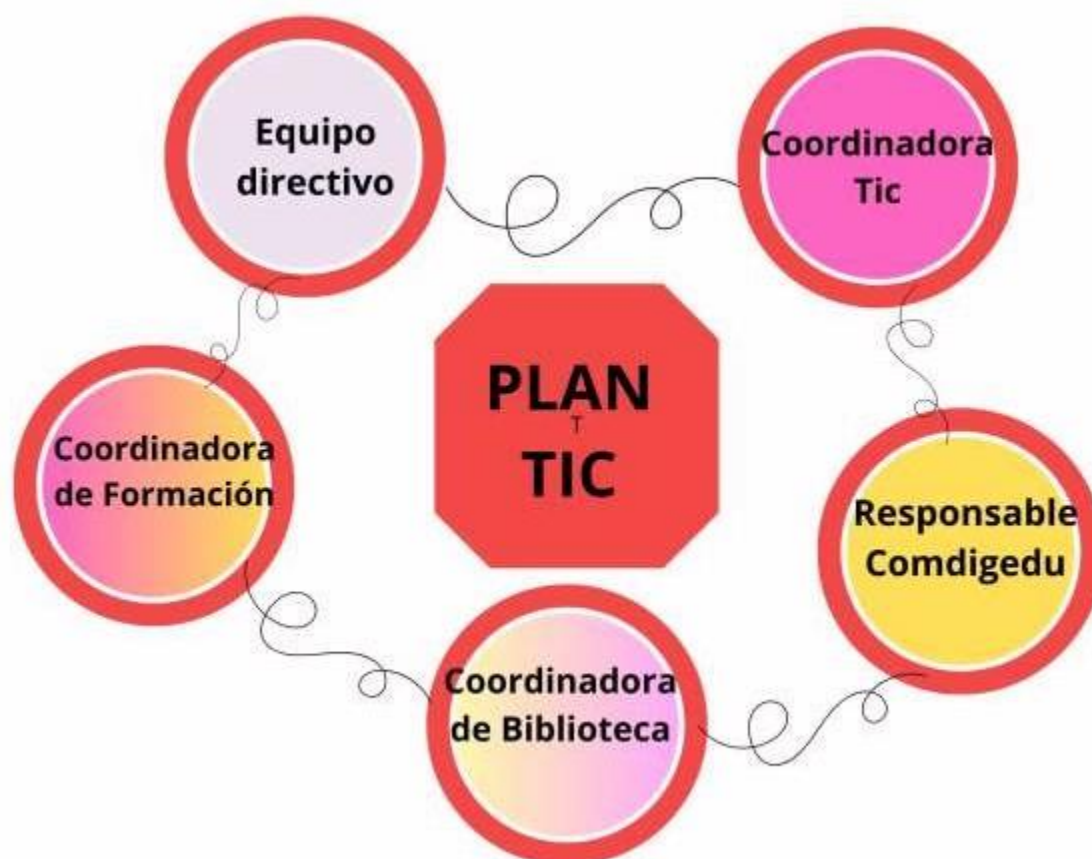 Equipo
directivo
Coordinadora
Tic
PLAN
T
TIC
Coordinadora
de Formación
Responsable
Comdigedu
Coordinadora
de Biblioteca